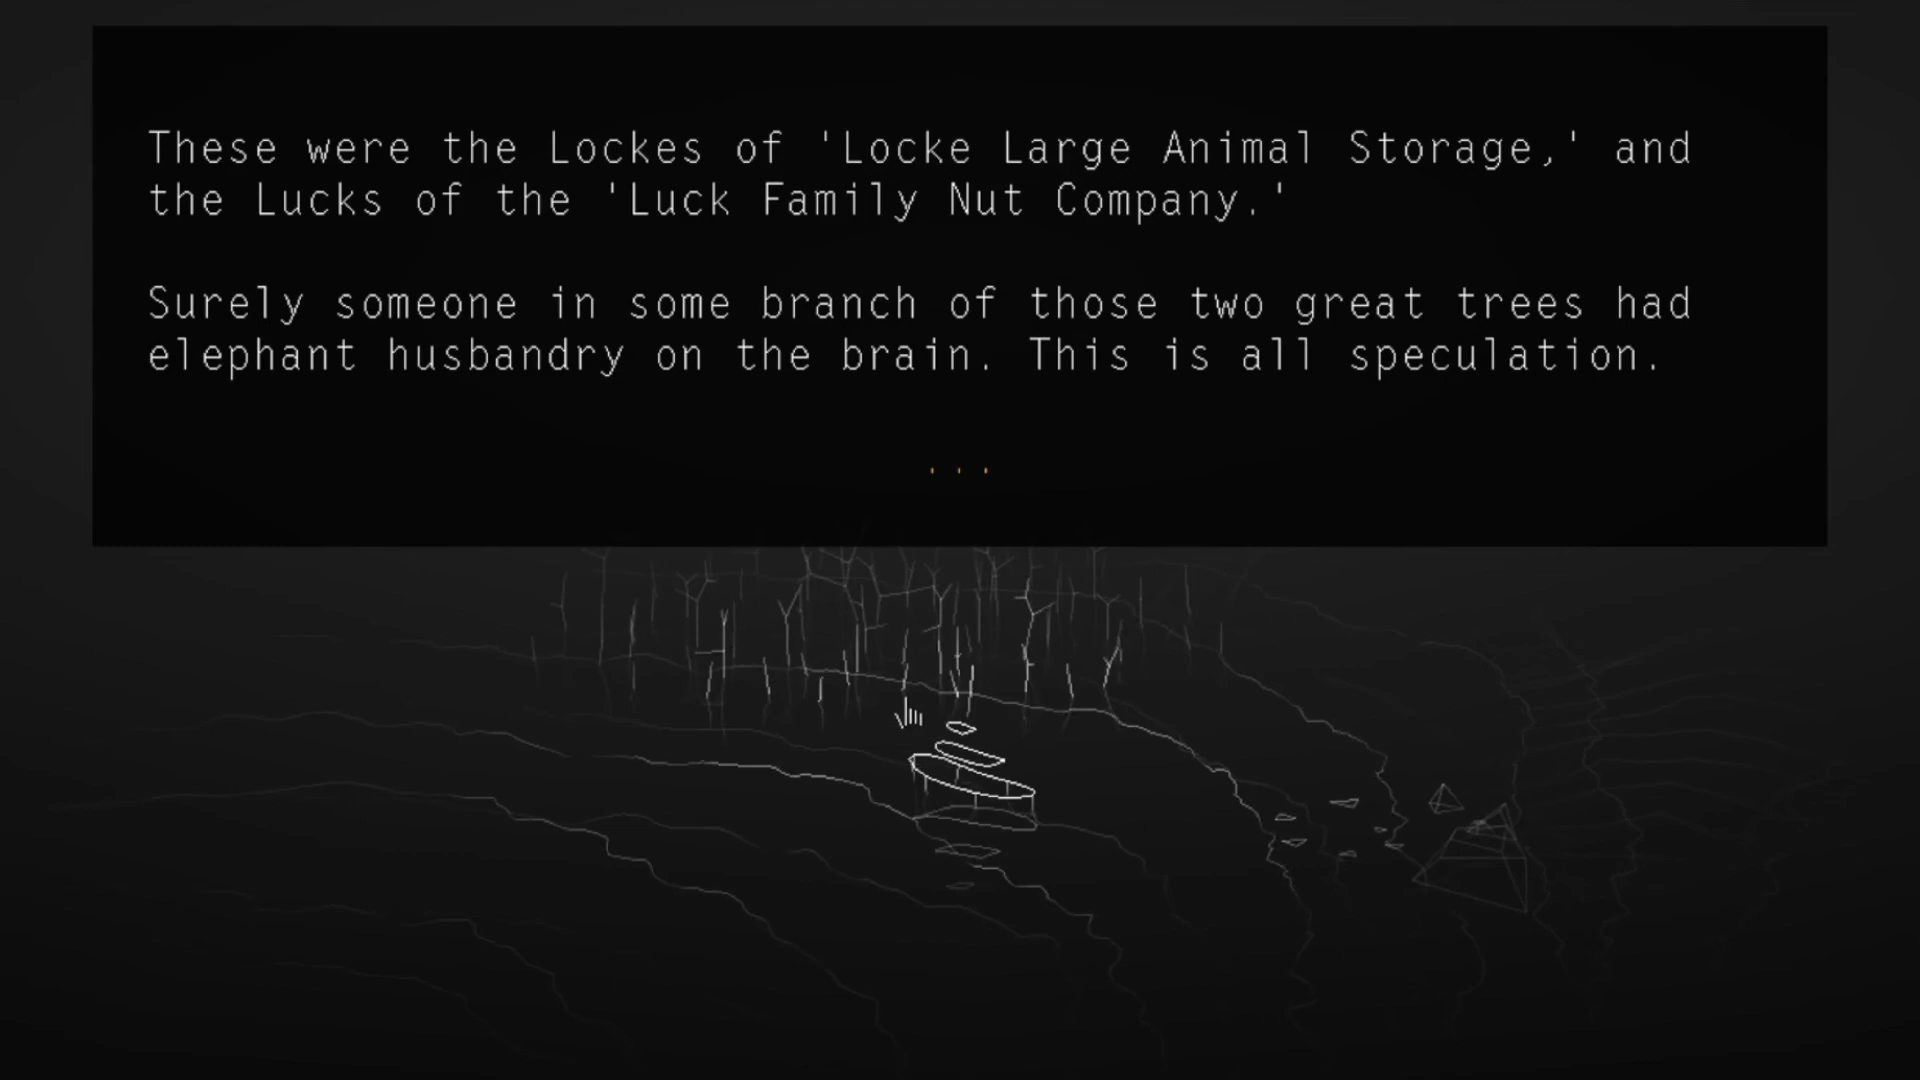 These were the Lockes of 'Locke Large Animal Storage,' and
the Lucks of the 'Luck Family Nut Company.'
Surely someone in some branch of those two great trees had
elephant husbandry on the brain. This is all speculation.
...